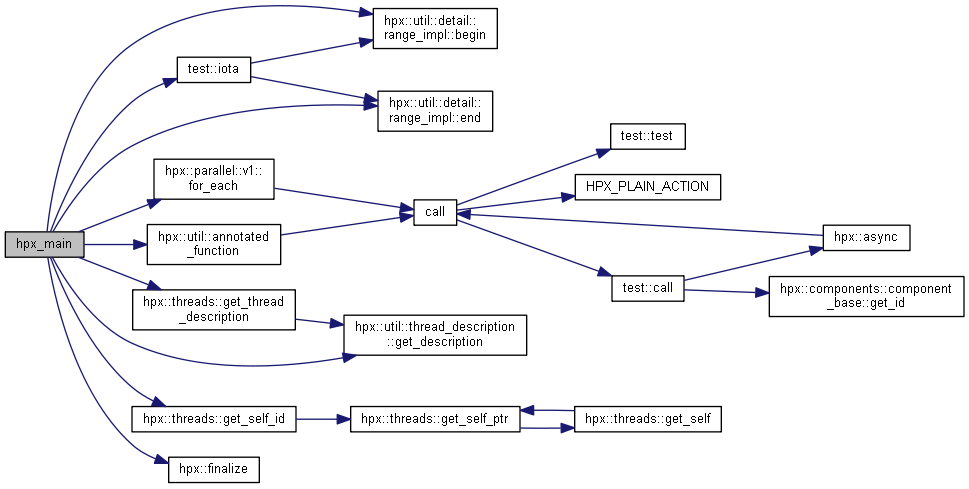 hpx_main
hpx::util::detail::
range_impl::begin
test::iota
hpx::util::detail::
range_impl::end
hpx::parallel::v1::
for_each
hpx::util::annotated
_function
hpx::threads::get_thread
_description
hpx::util::thread_description
::get_description
call
test::test
HPX_PLAIN_ACTION
test::call
hpx::async
hpx::components::component
_base::get_id
hpx::threads::get_self_id
hpx::threads::get_self_ptr
hpx::threads::get_self
hpx::finalize